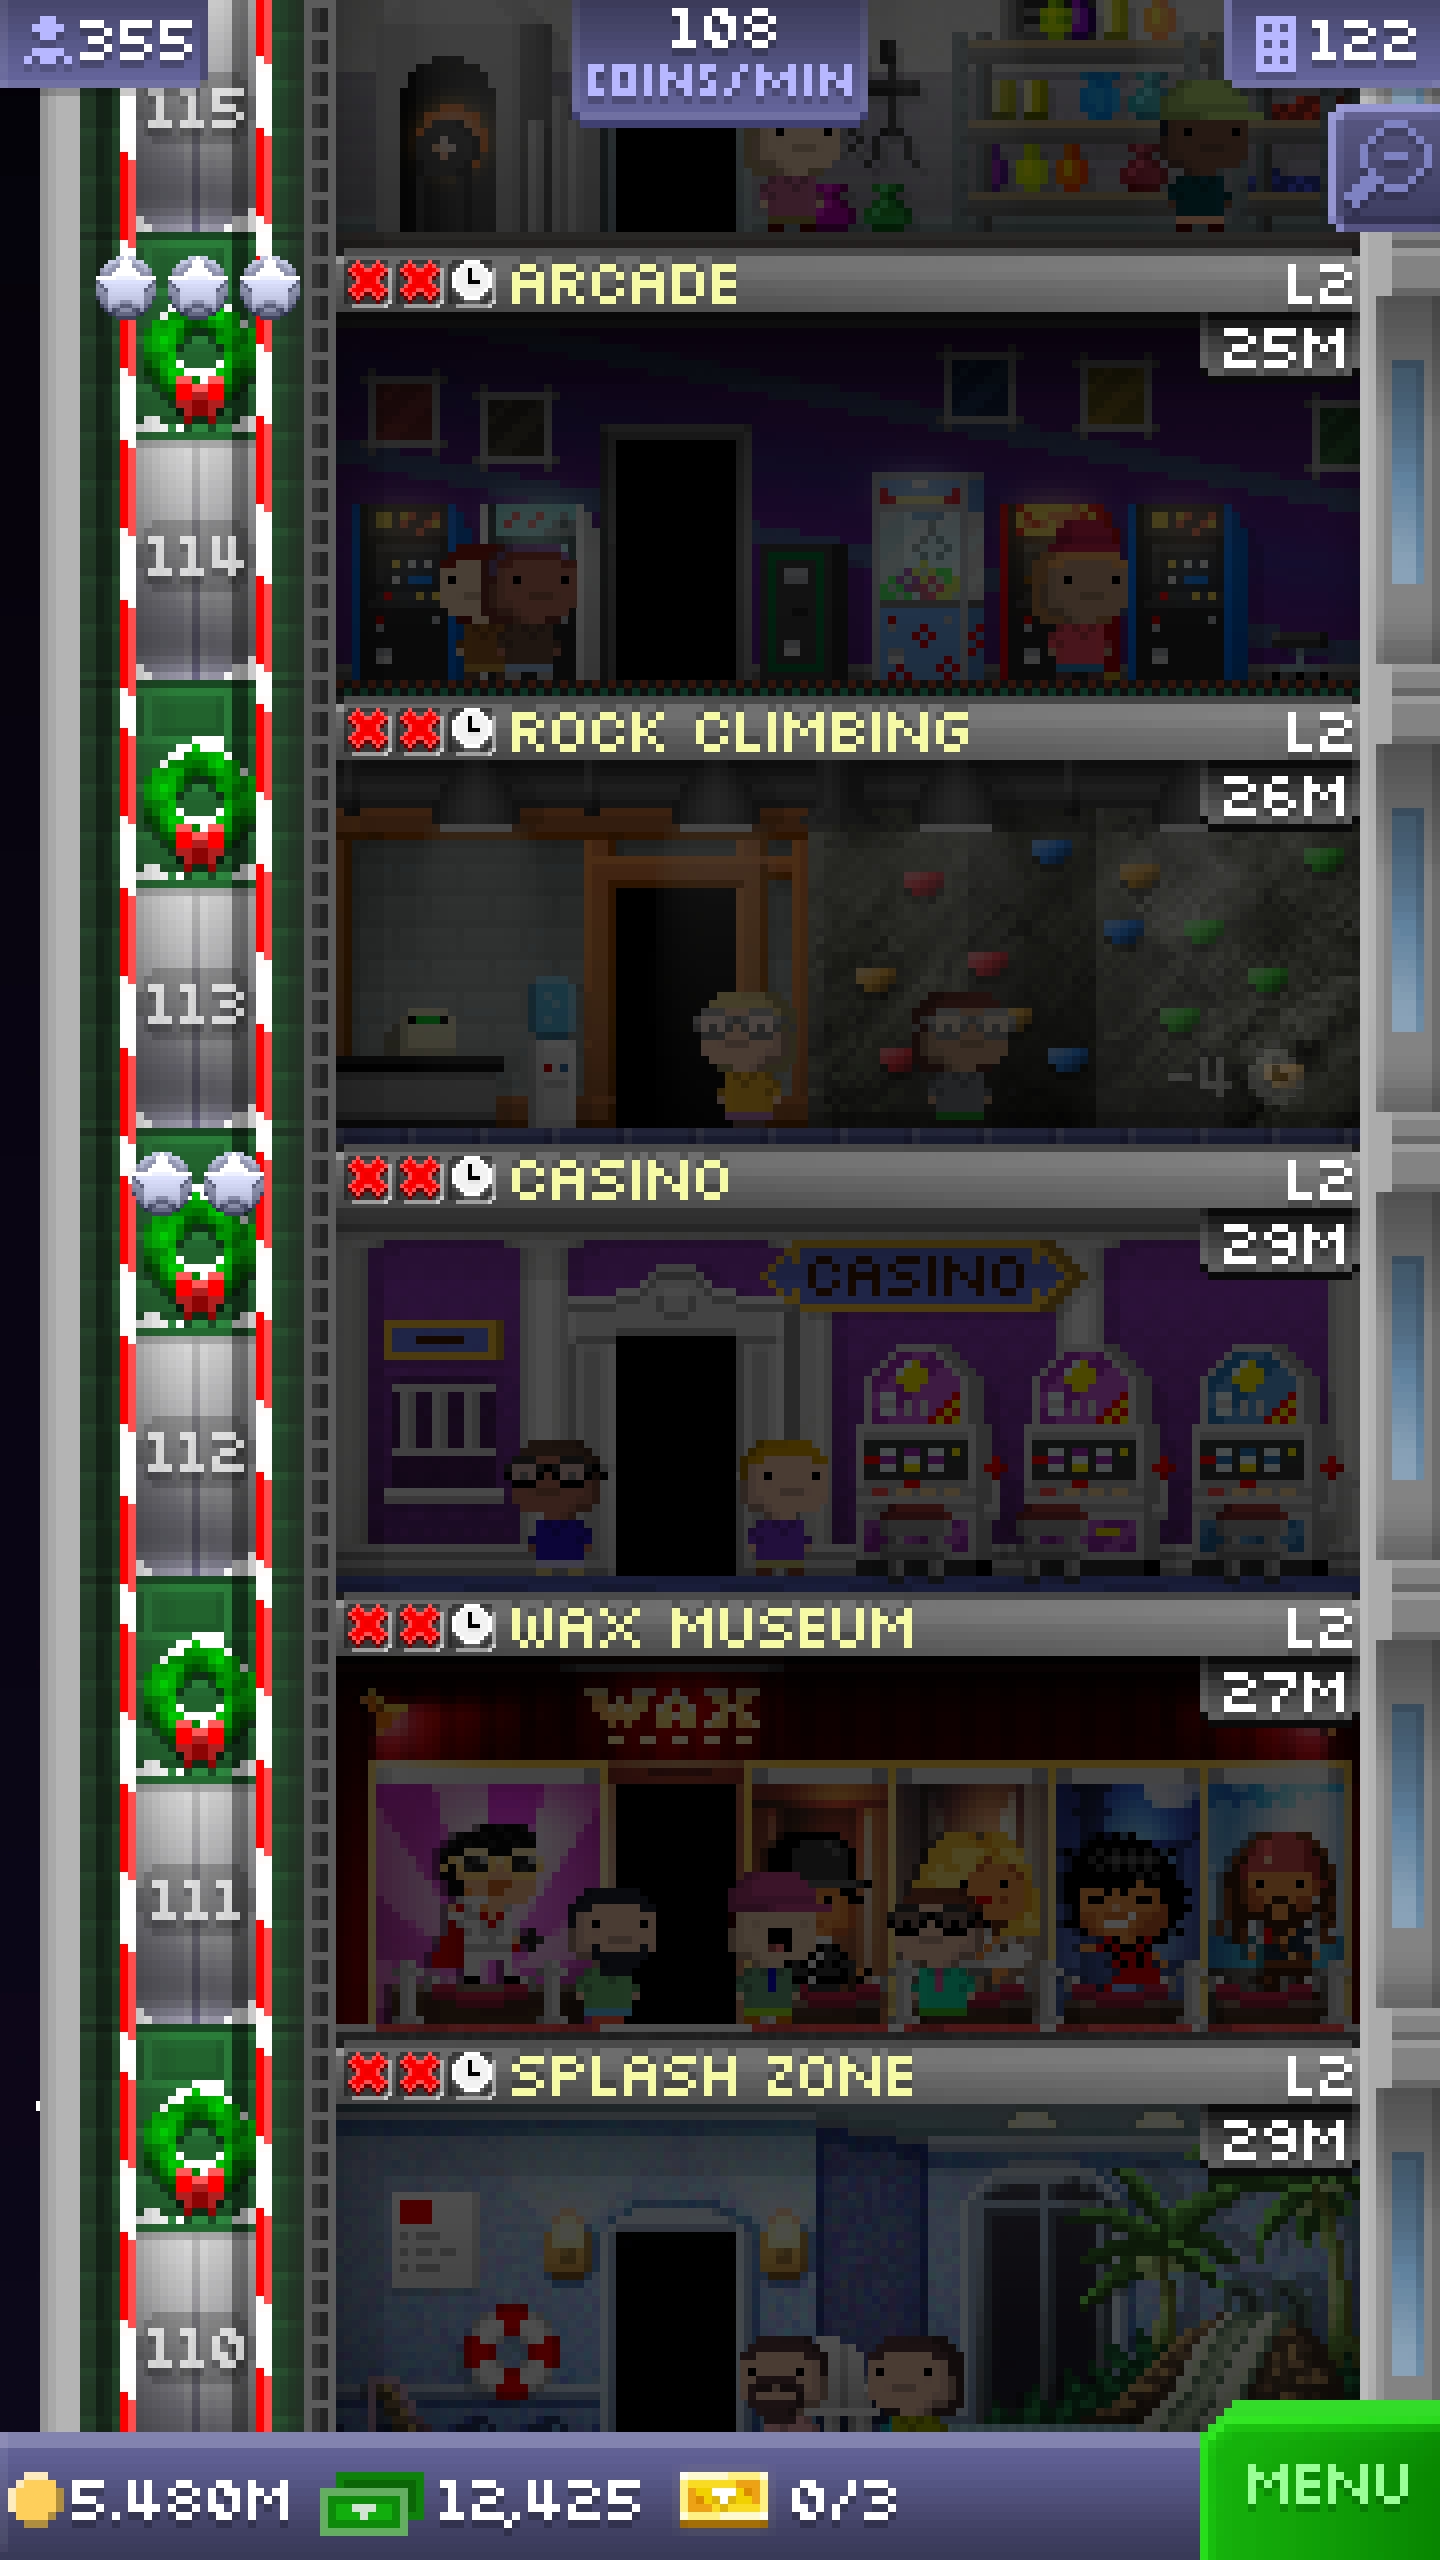 355
108
COINS/MIN
122
115
ARCADE L2
25M
114
ROCK CLIMBING L2
26M
113
-4
CASINO L2
29M
CASINO
112
WAX MUSEUM L2
27M
WAX
111
SPLASH ZONE L2
29M
110
5.480M 12,425 0/3
MENU